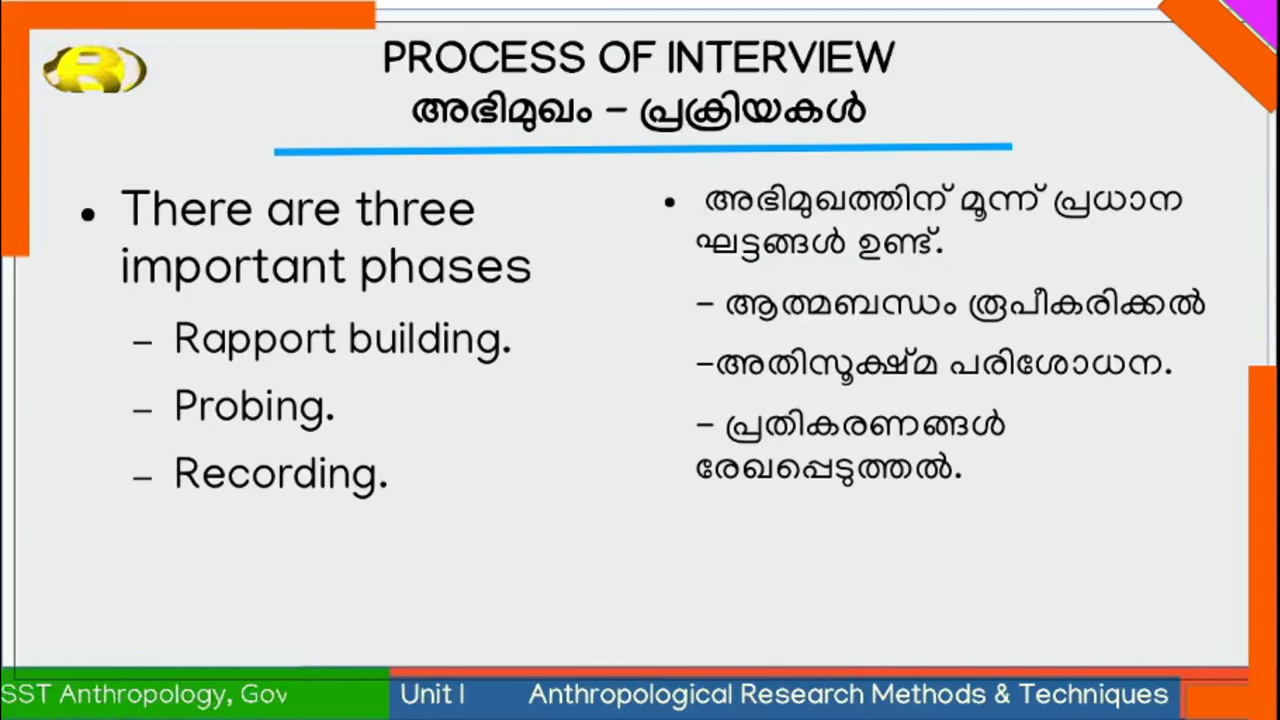 PROCESS OF INTERVIEW
അഭിമുഖം – പ്രക്രിയകൾ
• There are three
important phases
– Rapport building.
– Probing.
– Recording.
• അഭിമുഖത്തിന് മൂന്ന് പ്രധാന
ഘട്ടങ്ങൾ ഉണ്ട്.
– ആത്മബന്ധം രൂപീകരിക്കൽ
–അതിസൂക്ഷ്മ പരിശോധന.
– പ്രതികരണങ്ങൾ
രേഖപ്പെടുത്തൽ.
SST Anthropology, Gov
Unit I
Anthropological Research Methods & Techniques